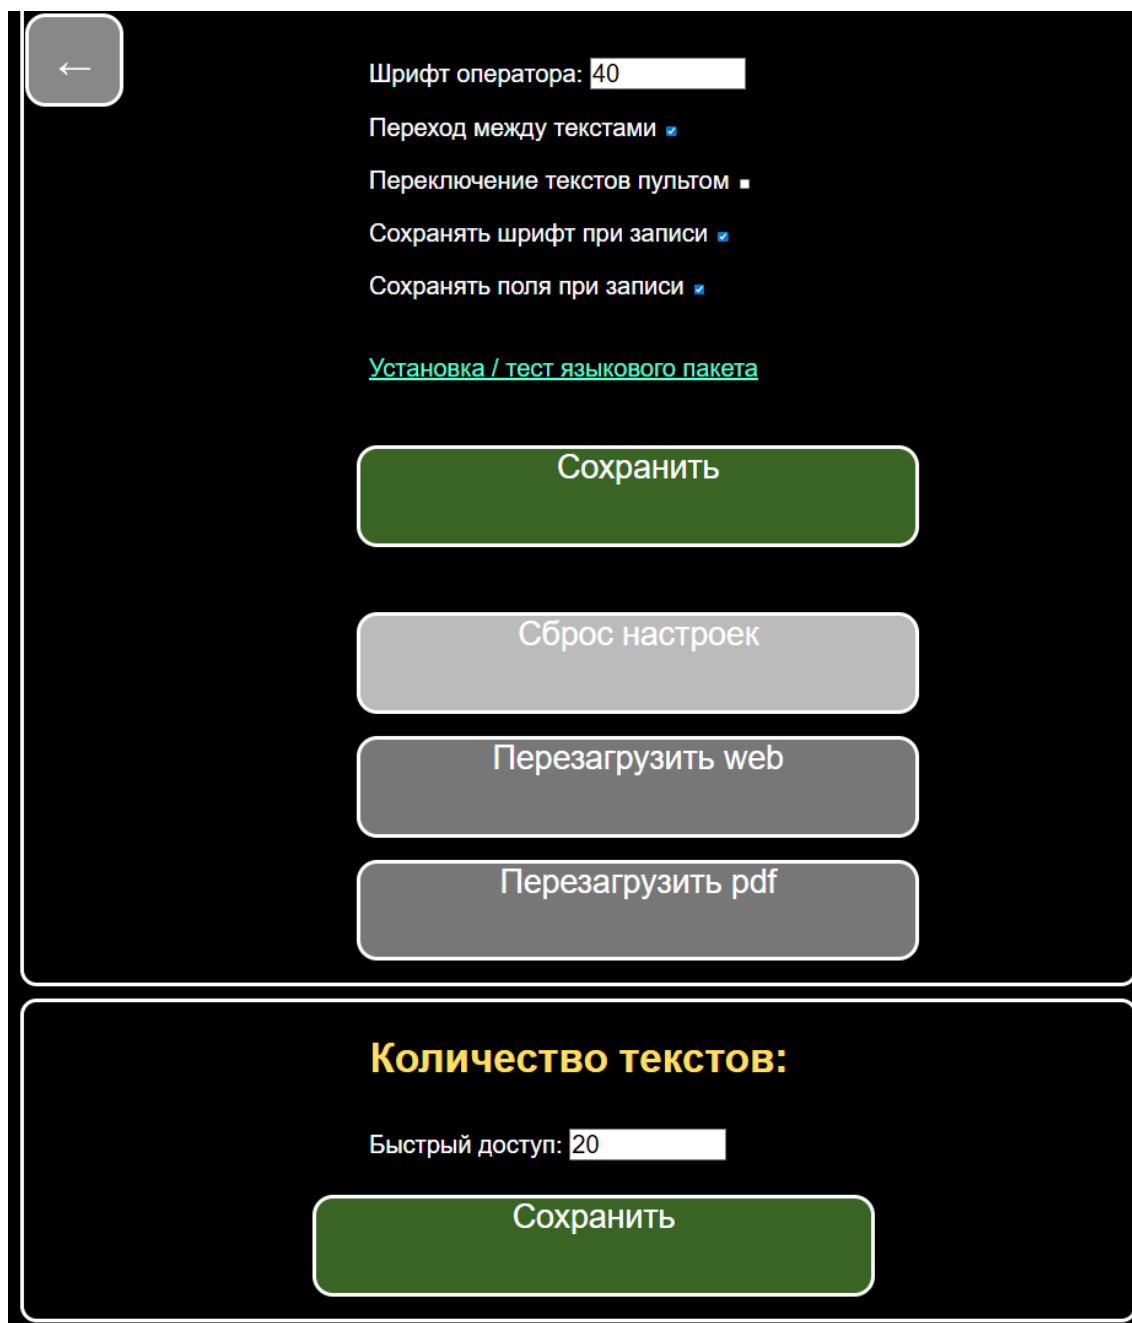 ←
Шрифт оператора: 40
Переход между текстами
Переключение текстов пультом
Сохранять шрифт при записи
Сохранять поля при записи
Установка / тест языкового пакета
Сохранить
Сброс настроек
Перезагрузить web
Перезагрузить pdf
Количество текстов:
Быстрый доступ: 20
Сохранить